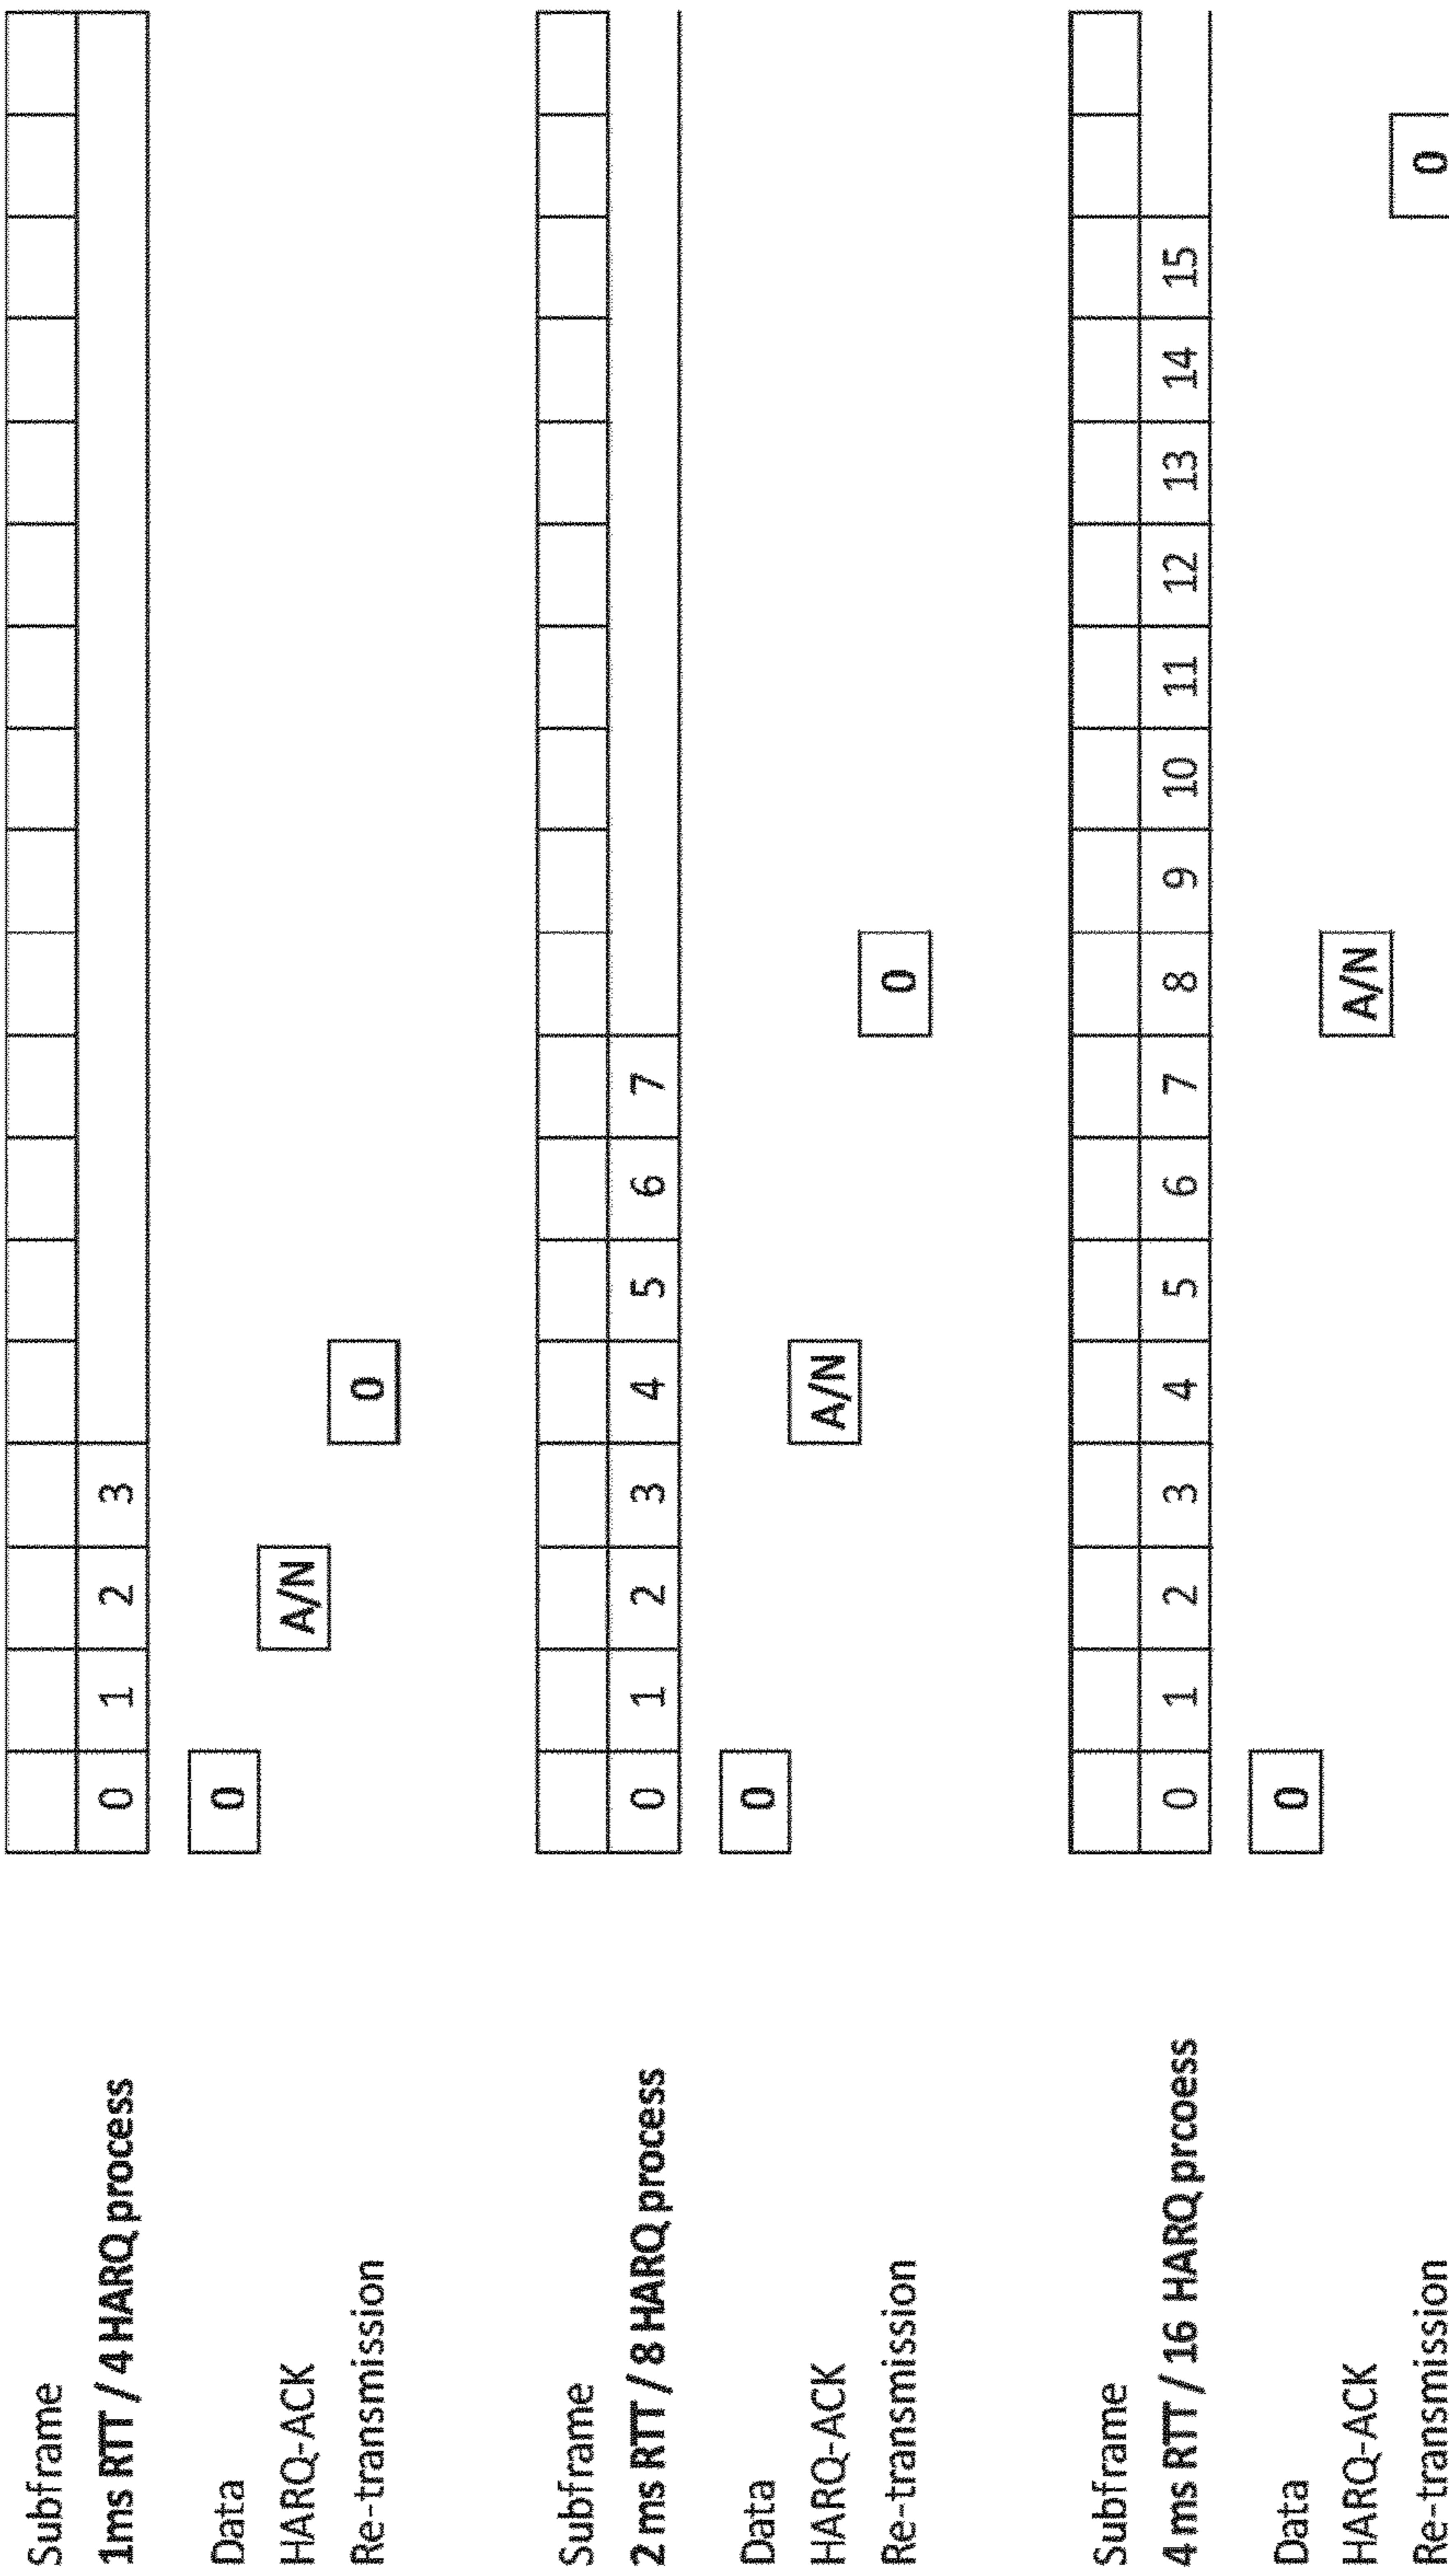 Subframe
1ms RTT / 4 HARQ process 0 1 2 3
Data 0
HARQ-ACK A/N
Re-transmission 0
Subframe
2 ms RTT / 8 HARQ process 0 1 2 3 4 5 6 7
Data 0
HARQ-ACK A/N
Re-transmission 0
Subframe
4 ms RTT / 16 HARQ prcoess 0 1 2 3 4 5 6 7 8 9 10 11 12 13 14 15
Data 0
HARQ-ACK A/N
Re-transmission 0